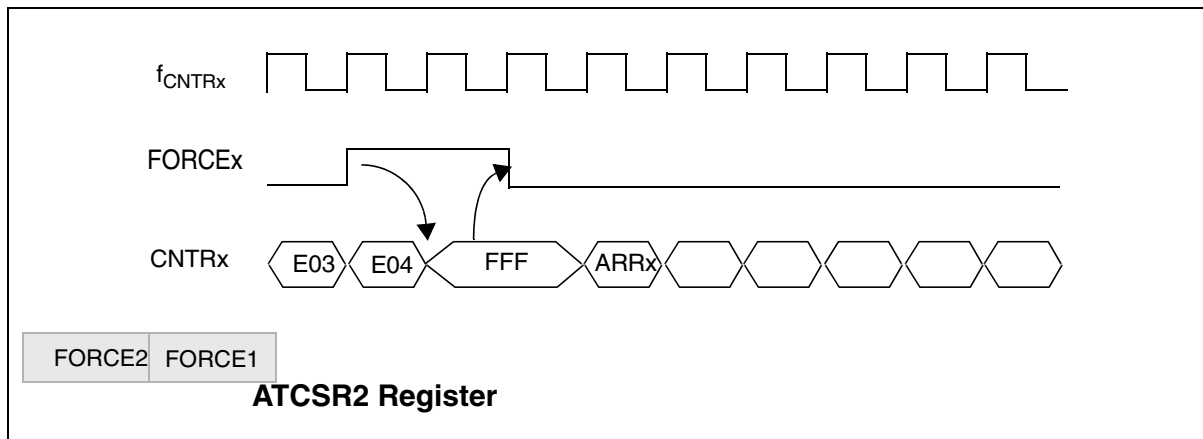 fCNTRx
FORCEx
CNTRx E03 E04 FFF ARRx
FORCE2 FORCE1
ATCSR2 Register